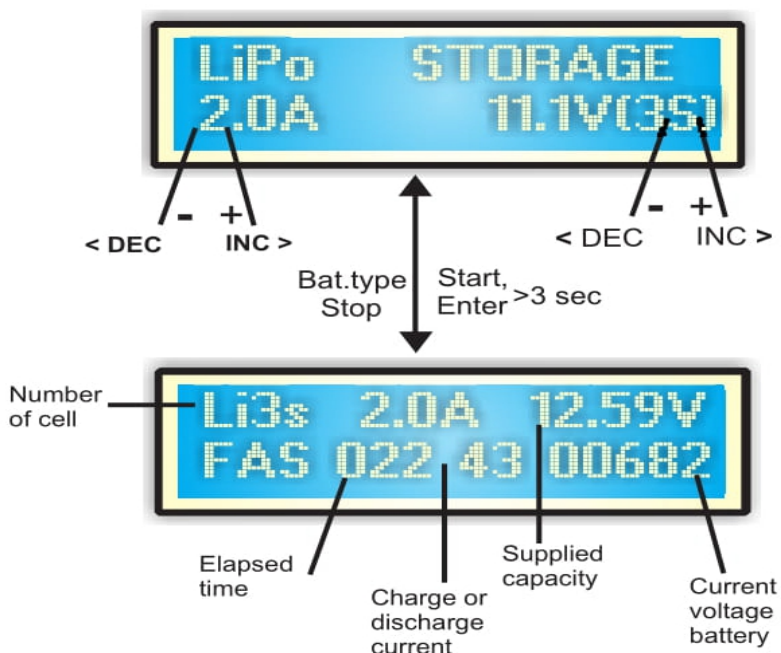 LiPo STORAGE
2.0A 11.1V(3S)
- +
< DEC INC >
- +
< DEC INC >
Bat.type
Stop
Start,
Enter >3 sec
Number
of cell
Li3s 2.0A 12.59V
FAS 022 43 00682
Elapsed
time
Charge or
discharge
current
Supplied
capacity
Current
voltage
battery